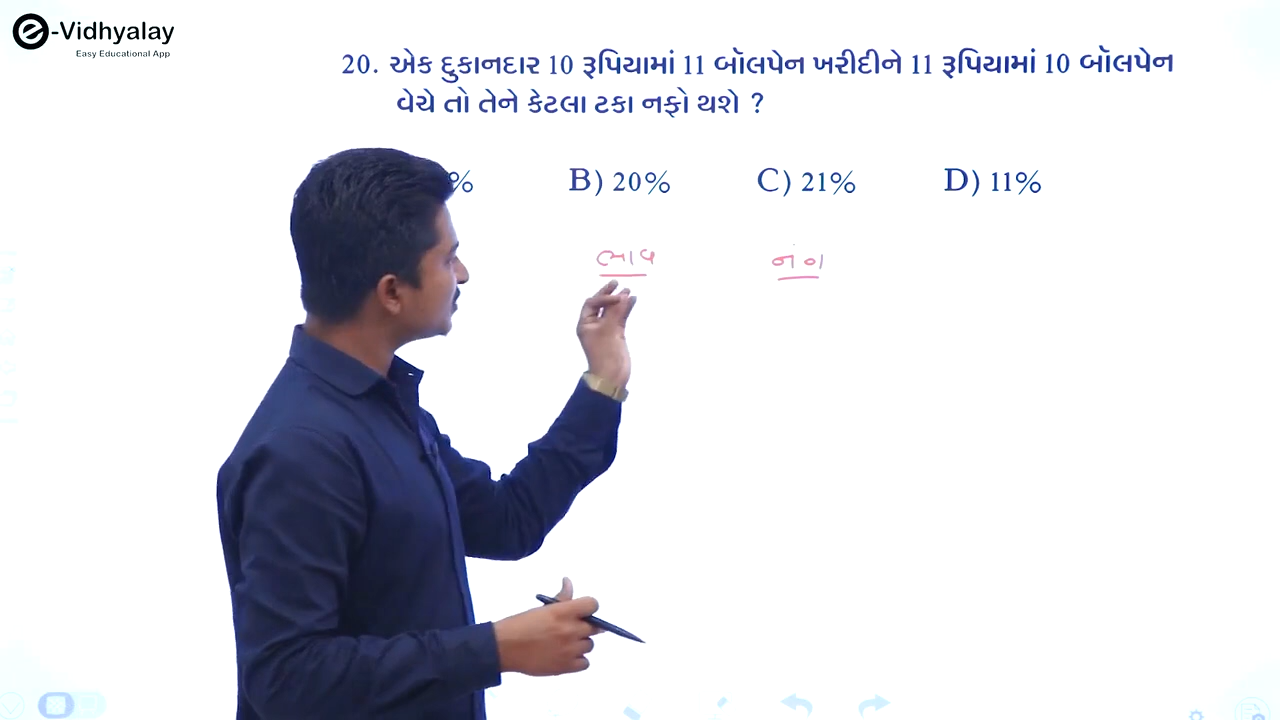 e-Vidhyalay
Easy Educational App
20. એક દુકાનદાર 10 રૂપિયામાં 11 બૉલપેન ખરીદીને 11 રૂપિયામાં 10 બૉલપેન
વેચે તો તેને કેટલા ટકા નફો થશે ?
% B) 20% C) 21% D) 11%
ભાવ નંગ